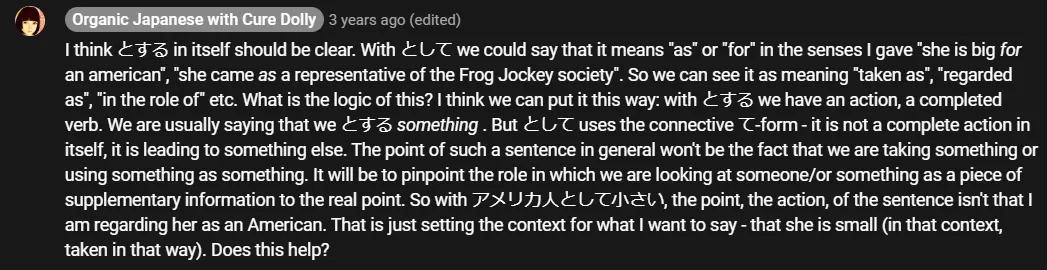 Organic Japanese with Cure Dolly 3 years ago (edited)
I think とする in itself should be clear. With として we could say that it means "as" or "for" in the senses I gave "she is big for
an american", "she came as a representative of the Frog Jockey society". So we can see it as meaning "taken as", "regarded
as", "in the role of" etc. What is the logic of this? I think we can put it this way: with とする we have an action, a completed
verb. We are usually saying that we とする something . But として uses the connective て-form - it is not a complete action in
itself, it is leading to something else. The point of such a sentence in general won't be the fact that we are taking something or
using something as something. It will be to pinpoint the role in which we are looking at someone/or something as a piece of
supplementary information to the real point. So with アメリカ人として小さい, the point, the action, of the sentence isn't that I
am regarding her as an American. That is just setting the context for what I want to say - that she is small (in that context,
taken in that way). Does this help?